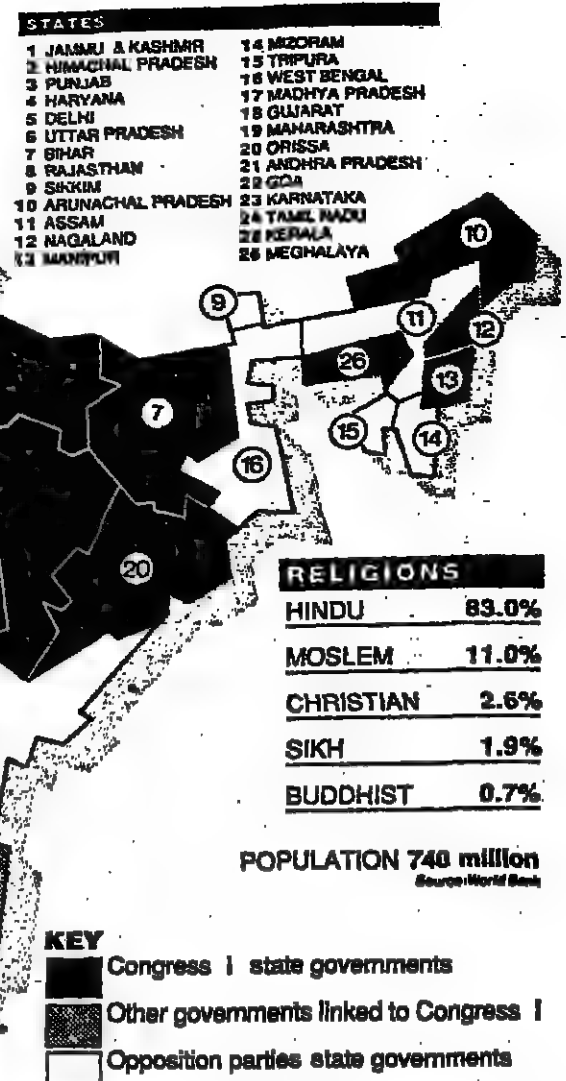 STATES
1 JAMMU & KASHMIR
2 HIMACHAL PRADESH
3 PUNJAB
4 HARYANA
5 DELHI
6 UTTAR PRADESH
7 BIHAR
8 RAJASTHAN
9 SIKKIM
10 ARUNACHAL PRADESH
11 ASSAM
12 NAGALAND
13 MANIPUR
14 MIZORAM
15 TRIPURA
16 WEST BENGAL
17 MADHYA PRADESH
18 GUJARAT
19 MAHARASHTRA
20 ORISSA
21 ANDHRA PRADESH
22 GOA
23 KARNATAKA
24 TAMIL NADU
25 KERALA
26 MEGHALAYA
10
9
11
12
26
13
7
15
14
16
20
RELIGIONS
HINDU 83.0%
MOSLEM 11.0%
CHRISTIAN 2.6%
SIKH 1.9%
BUDDHIST 0.7%
POPULATION million
Source: World Bank
KEY
Congress I state governments
Other governments linked to Congress I
Opposition parties state governments